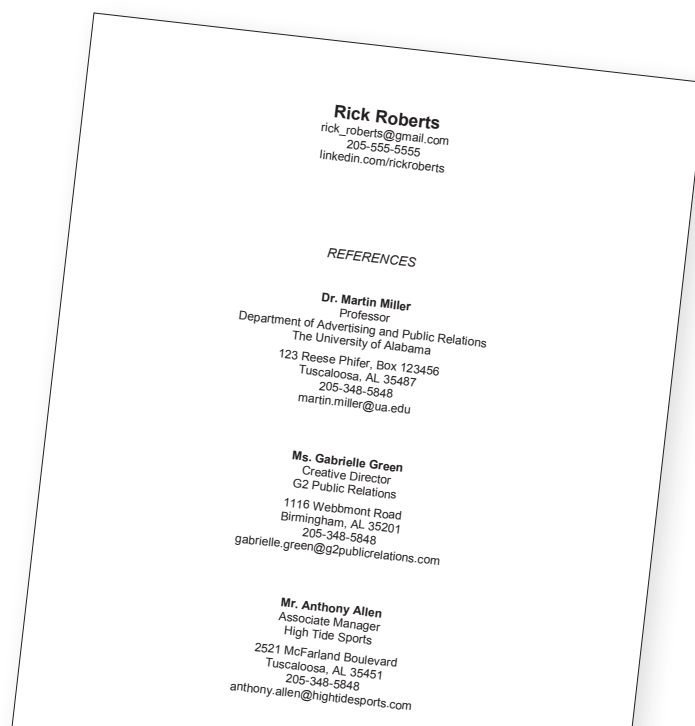 Rick Roberts
rick_roberts@gmail.com
205-555-5555
linkedin.com/rickroberts
REFERENCES
Dr. Martin Miller
Professor
Department of Advertising and Public Relations
The University of Alabama
123 Reese Phifer, Box 123456
Tuscaloosa, AL 35487
205-348-5848
martin.miller@ua.edu
Ms. Gabrielle Green
Creative Director
G2 Public Relations
1116 Webbmont Road
Birmingham, AL 35201
205-348-5848
gabrielle.green@g2publicrelations.com
Mr. Anthony Allen
Associate Manager
High Tide Sports
2521 McFarland Boulevard
Tuscaloosa, AL 35451
205-348-5848
anthony.allen@hightidesports.com